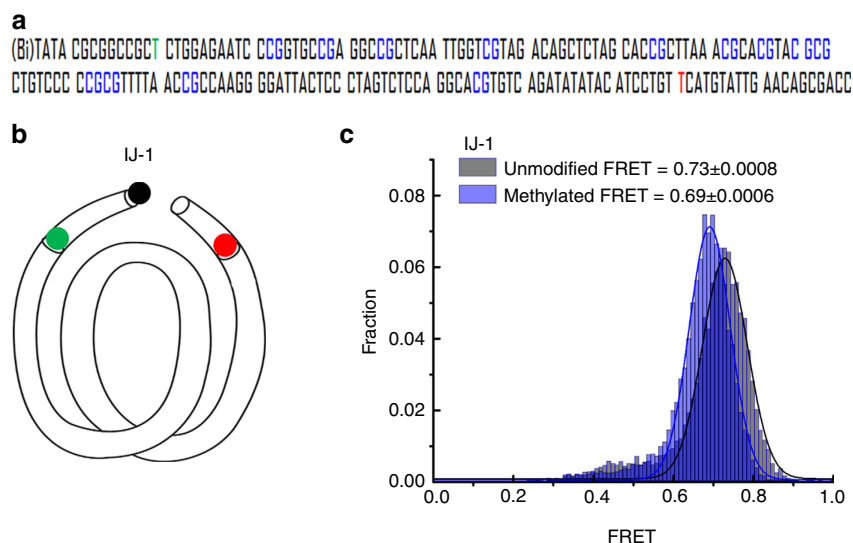 a
(Bi)TATA CGCGGCCGCT CTGGAGAATC CCGGTGCCGA GGCCGCTCAA TTGGTCGTAG ACAGCTCTAG CACCGCTTAA ACGCACGTAC GCG
CTGTCCC CCGCGTTTTA ACCGCCAAGG GGATTACTCC CTAGTCTCCA GGCACGTGTC AGATATATAC ATCCTGT TCATGTATTG AACAGCGACC
b
IJ-1
c
IJ-1
Unmodified FRET = 0.73±0.0008
Methylated FRET = 0.69±0.0006
Fraction
0.08
0.06
0.04
0.02
0.00
0.0 0.2 0.4 0.6 0.8 1.0
FRET